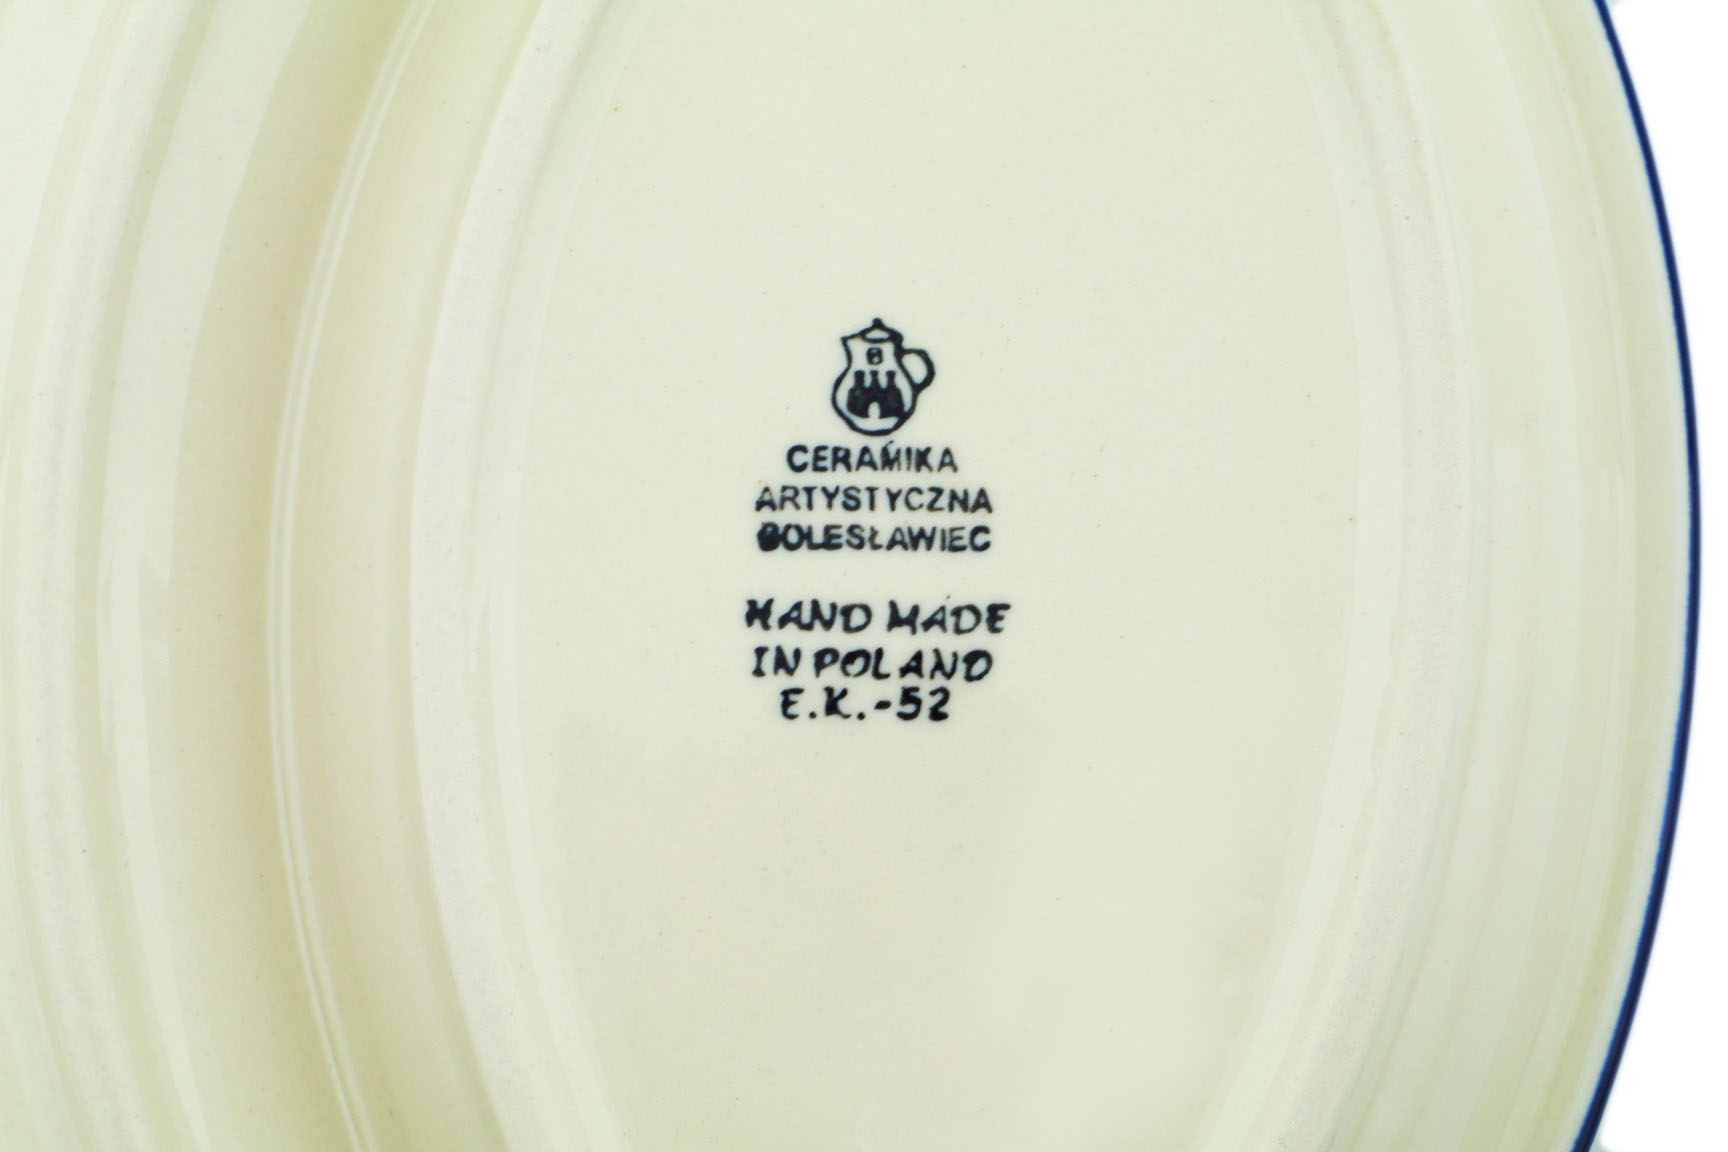 CERAMIKA
ARTYSTYCZNA
BOLESŁAWIEC
HAND MADE
IN POLAND
E.K.-52